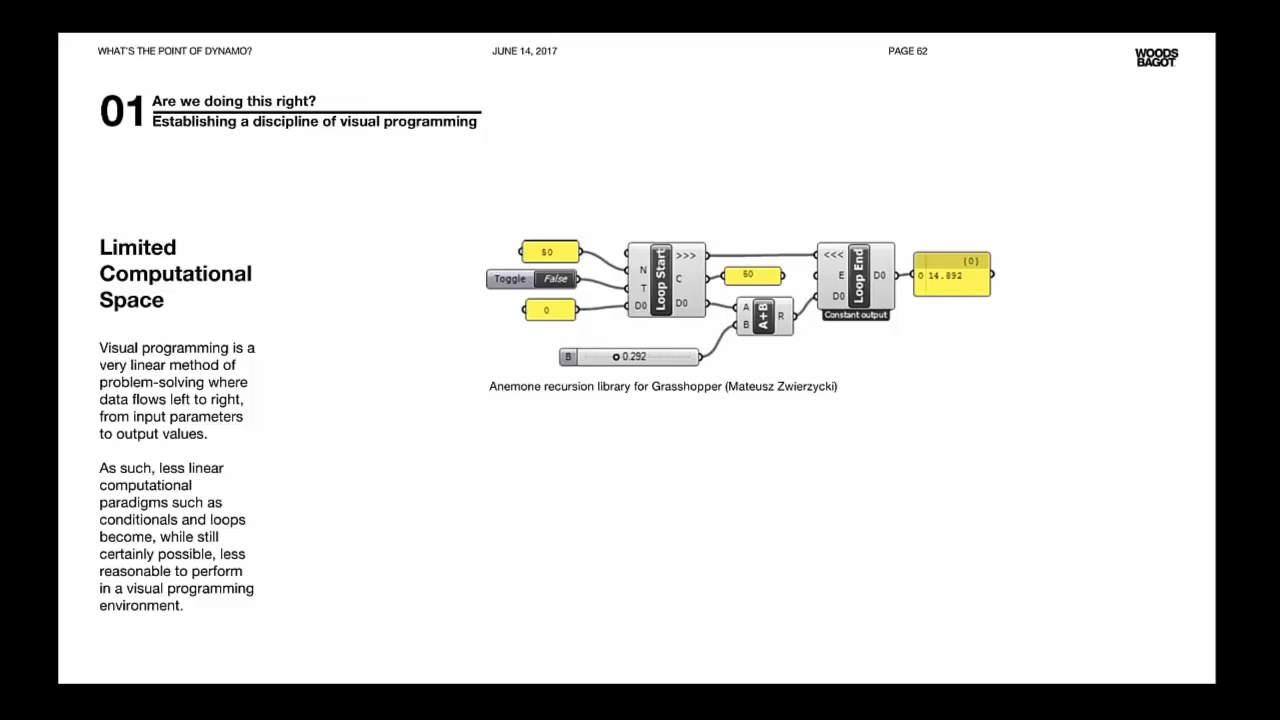 WHAT'S THE POINT OF DYNAMO?
JUNE 14, 2017
PAGE 62
WOODS
BAGOT
01
Are we doing this right?
Establishing a discipline of visual programming
Limited
Computational
Space
Visual programming is a
very linear method of
problem-solving where
data flows left to right,
from input parameters
to output values.
As such, less linear
computational
paradigms such as
conditionals and loops
become, while still
certainly possible, less
reasonable to perform
in a visual programming
environment.
50
Toggle False
0
N
T
D0
Loop Start
>>>
C
D0
50
B 0.292
A
B
A+B
R
<<<
E
D0
Loop End
D0
Constant output
{0}
0 14.892
Anemone recursion library for Grasshopper (Mateusz Zwierzycki)